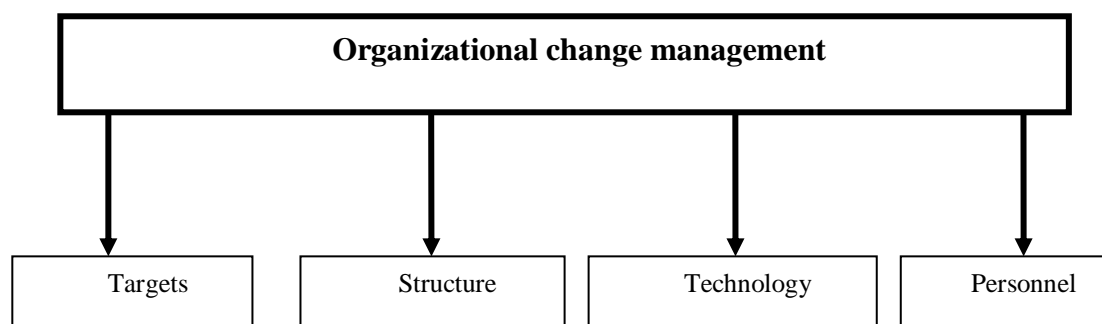 Organizational change management
Targets
Structure
Technology
Personnel